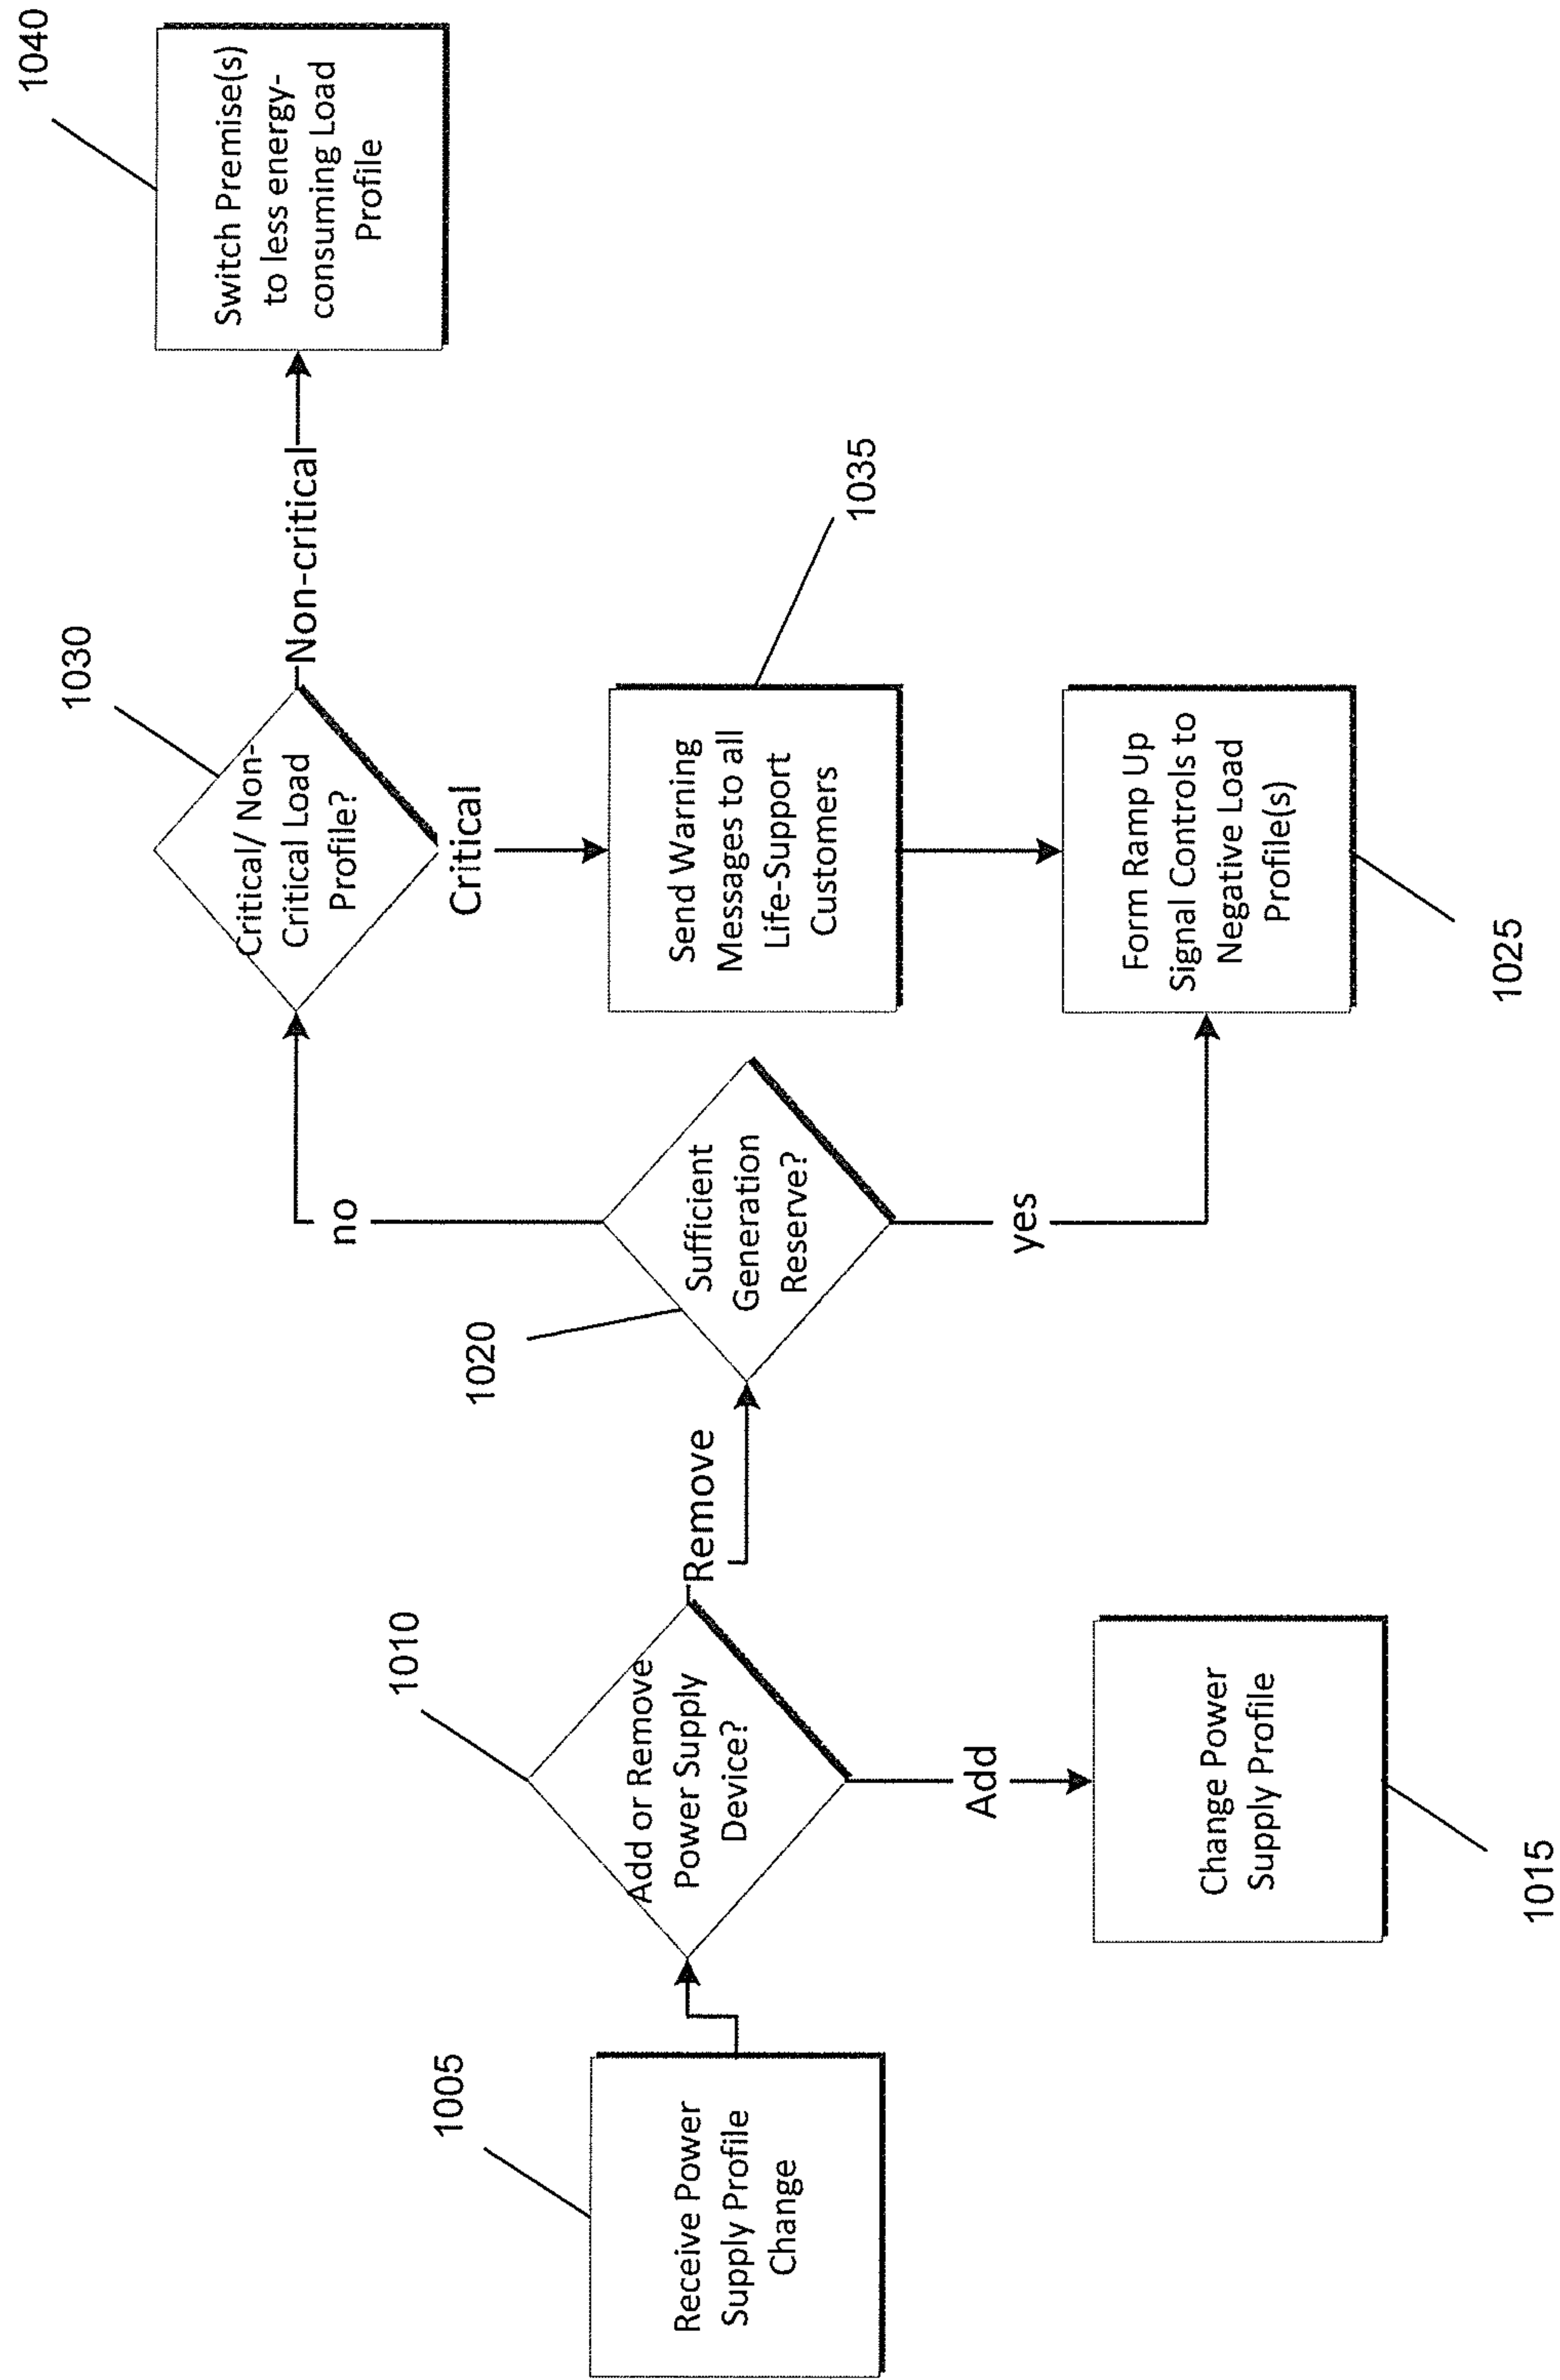 1005
Receive Power
Supply Profile
Change
1010
Add or Remove
Power Supply
Device?
Add
Change Power
Supply Profile
1015
Remove
1020
Sufficient
Generation
Reserve?
no
yes
1030
Critical/ Non-
Critical Load
Profile?
Critical
Send Warning
Messages to all
Life-Support
Customers
1035
Form Ramp Up
Signal Controls to
Negative Load
Profile(s)
1025
Non-critical
1040
Switch Premise(s)
to less energy-
consuming Load
Profile